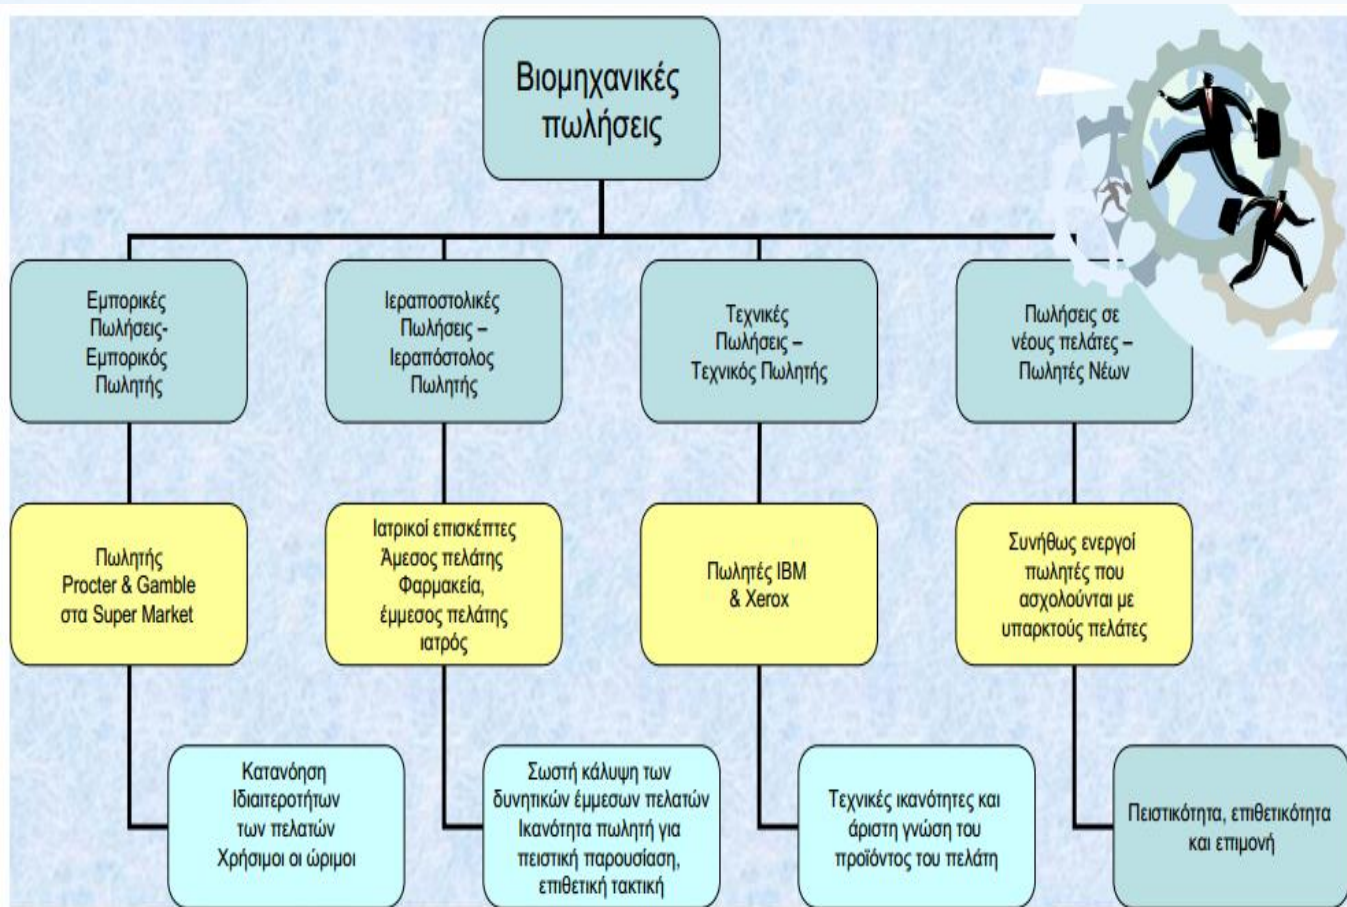 Βιομηχανικές
πωλήσεις
Εμπορικές
Πωλήσεις-
Εμπορικός
Πωλητής
Ιεραποστολικές
Πωλήσεις –
Ιεραπόστολος
Πωλητής
Τεχνικές
Πωλήσεις –
Τεχνικός Πωλητής
Πωλήσεις σε
νέους πελάτες –
Πωλητές Νέων
Πωλητής
Procter & Gamble
στα Super Market
Ιατρικοί επισκέπτες
Άμεσος πελάτης
Φαρμακεία,
έμμεσος πελάτης
ιατρός
Πωλητές IBM
& Xerox
Συνήθως ενεργοί
πωλητές που
ασχολούνται με
υπαρκτούς πελάτες
Κατανόηση
Ιδιαιτεροτήτων
των πελατών
Χρήσιμοι οι ώριμοι
Σωστή κάλυψη των
δυνητικών έμμεσων πελατών
Ικανότητα πωλητή για
πειστική παρουσίαση,
επιθετική τακτική
Τεχνικές ικανότητες και
άριστη γνώση του
προϊόντος του πελάτη
Πειστικότητα, επιθετικότητα
και επιμονή